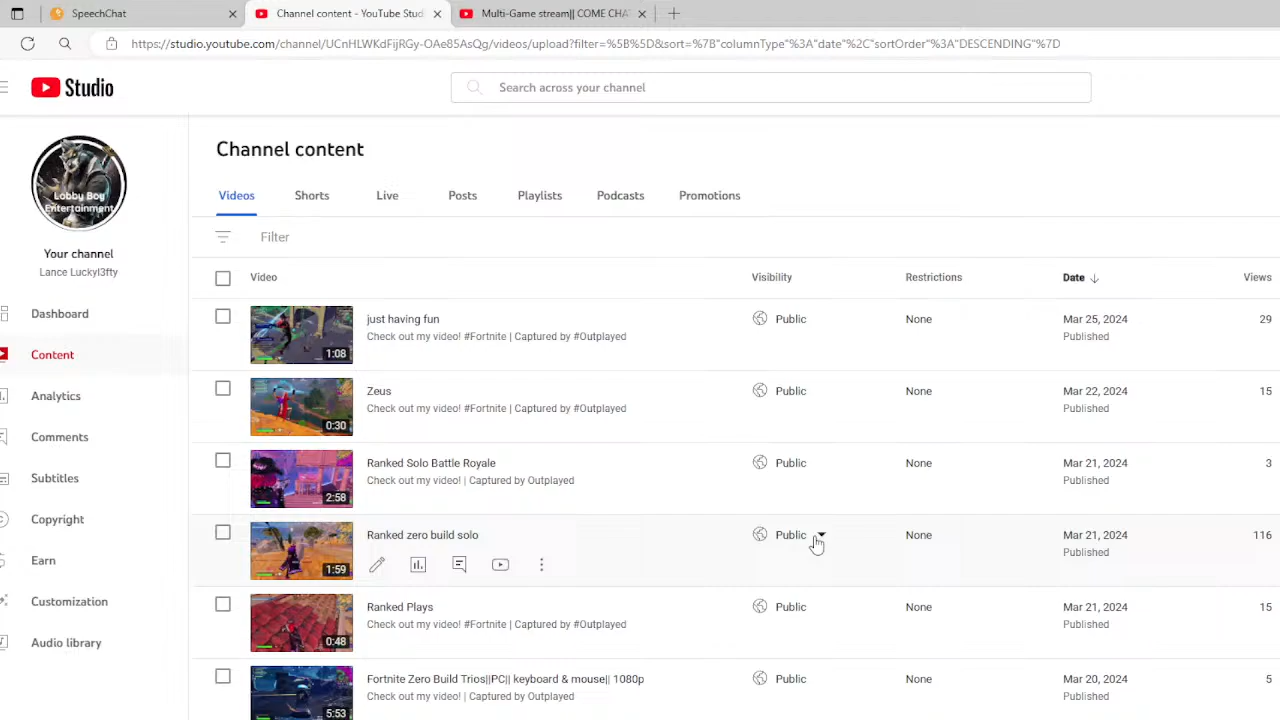 SpeechChat
Channel content - YouTube Stud
Multi-Game stream|| COME CHAT
https://studio.youtube.com/channel/UCnHLWKdFijRGy-OAe85AsQg/videos/upload?filter=%5B%5D&sort=%7B"columnType"%3A"date"%2C"sortOrder"%3A"DESCENDING"%7D
Studio
Search across your channel
Lobby Boy
Entertainment
Your channel
Lance LuckyI3fty
Dashboard
Content
Analytics
Comments
Subtitles
Copyright
Earn
Customization
Audio library
Channel content
Videos Shorts Live Posts Playlists Podcasts Promotions
Filter
Video Visibility Restrictions Date Views
just having fun Public None Mar 25, 2024 29
Check out my video! #Fortnite | Captured by #Outplayed Published
1:08
Zeus Public None Mar 22, 2024 15
Check out my video! #Fortnite | Captured by #Outplayed Published
0:30
Ranked Solo Battle Royale Public None Mar 21, 2024 3
Check out my video! | Captured by Outplayed Published
2:58
Ranked zero build solo Public None Mar 21, 2024 116
Published
1:59
Ranked Plays Public None Mar 21, 2024 15
Check out my video! #Fortnite | Captured by #Outplayed Published
0:48
Fortnite Zero Build Trios||PC|| keyboard & mouse|| 1080p Public None Mar 20, 2024 5
Check out my video! | Captured by Outplayed Published
5:53